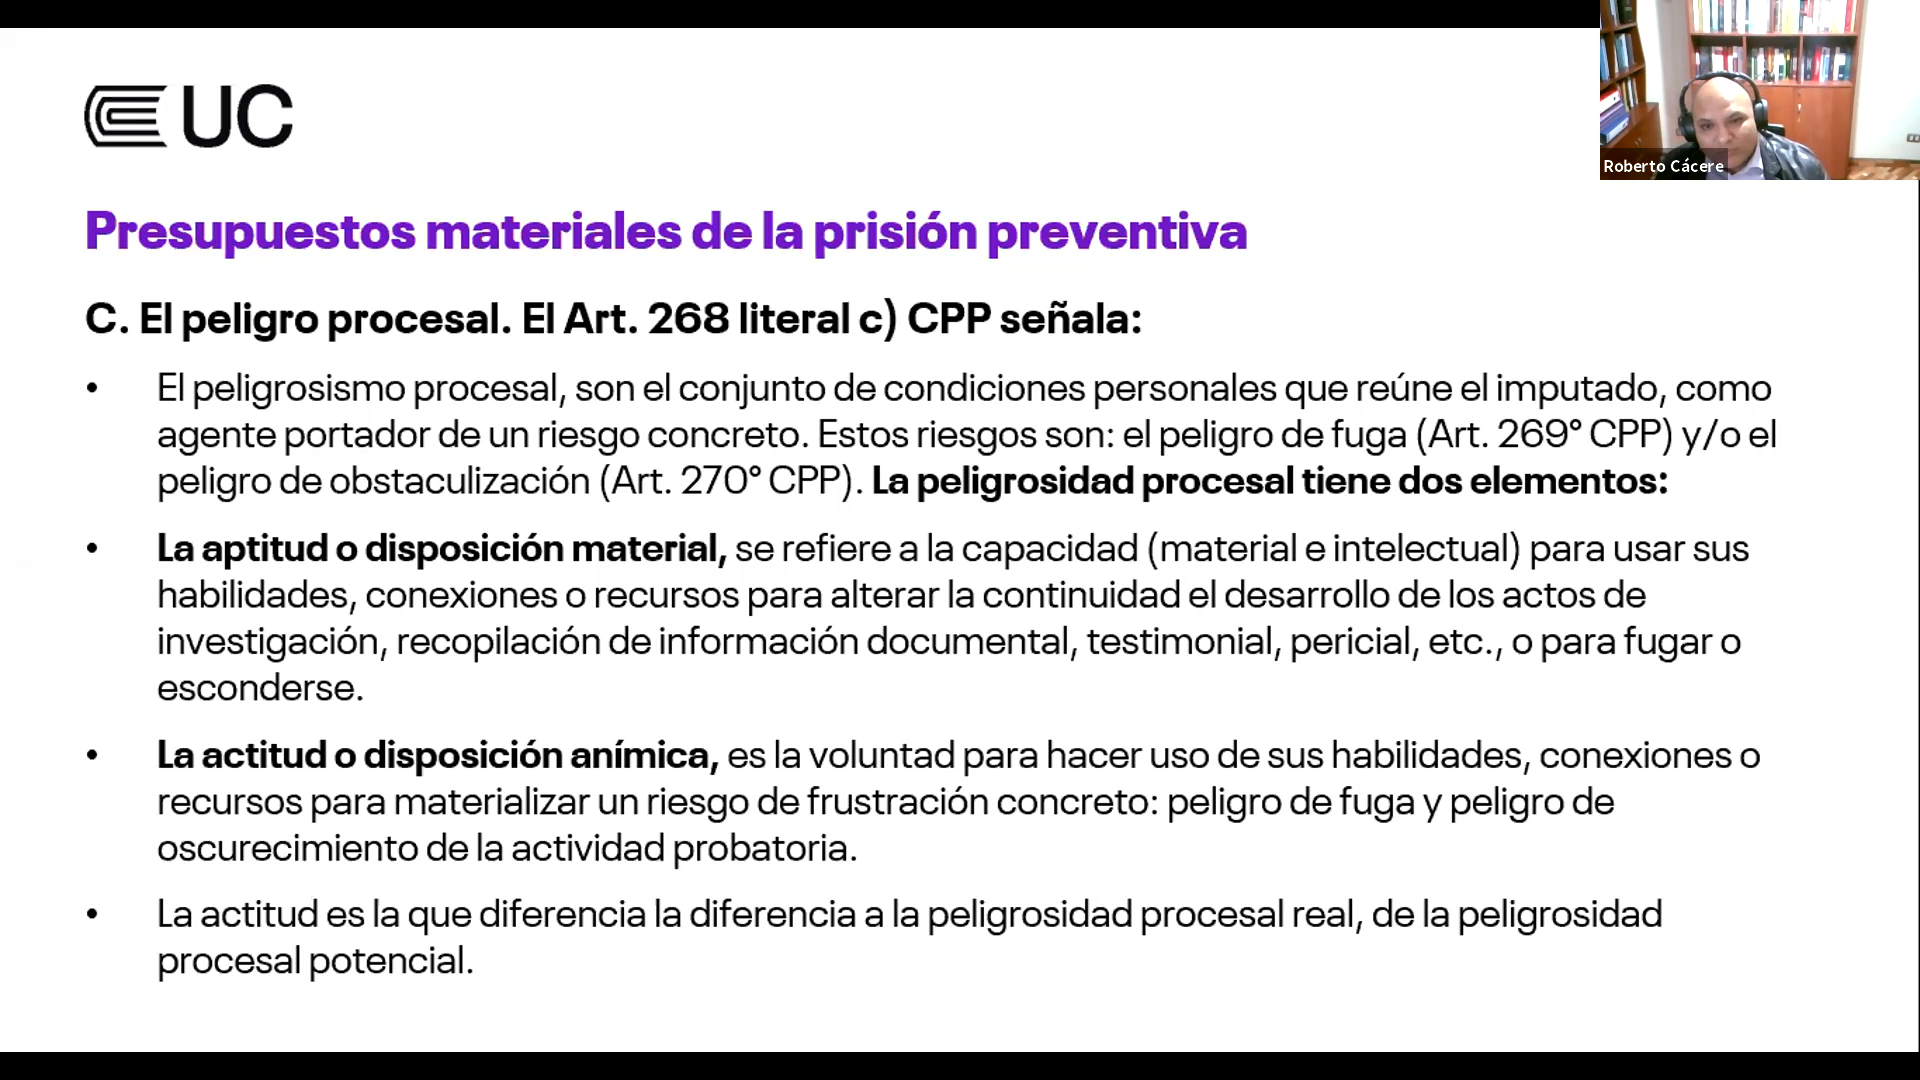 UC
Roberto Cácere
Presupuestos materiales de la prisión preventiva
C. El peligro procesal. El Art. 268 literal c) CPP señala:
• El peligrosismo procesal, son el conjunto de condiciones personales que reúne el imputado, como
agente portador de un riesgo concreto. Estos riesgos son: el peligro de fuga (Art. 269° CPP) y/o el
peligro de obstaculización (Art. 270° CPP). La peligrosidad procesal tiene dos elementos:
• La aptitud o disposición material, se refiere a la capacidad (material e intelectual) para usar sus
habilidades, conexiones o recursos para alterar la continuidad el desarrollo de los actos de
investigación, recopilación de información documental, testimonial, pericial, etc., o para fugar o
esconderse.
• La actitud o disposición anímica, es la voluntad para hacer uso de sus habilidades, conexiones o
recursos para materializar un riesgo de frustración concreto: peligro de fuga y peligro de
oscurecimiento de la actividad probatoria.
• La actitud es la que diferencia la diferencia a la peligrosidad procesal real, de la peligrosidad
procesal potencial.